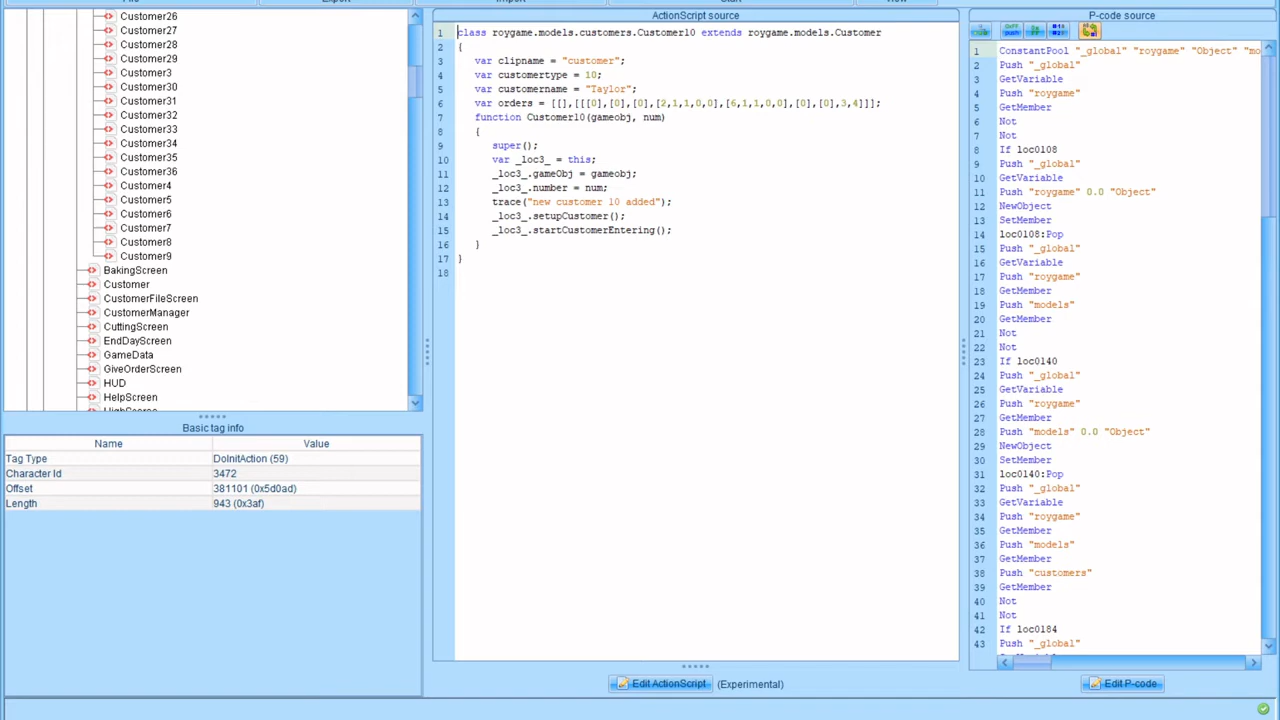 File
Export
Import
Start
View
Customer26
Customer27
Customer28
Customer29
Customer3
Customer30
Customer31
Customer32
Customer33
Customer34
Customer35
Customer36
Customer4
Customer5
Customer6
Customer7
Customer8
Customer9
BakingScreen
Customer
CustomerFileScreen
CustomerManager
CuttingScreen
EndDayScreen
GameData
GiveOrderScreen
HUD
HelpScreen
Basic tag info
Name Value
Tag Type DoInitAction (59)
Character Id 3472
Offset 381101 (0x5d0ad)
Length 943 (0x3af)
ActionScript source
1 class roygame.models.customers.Customer10 extends roygame.models.Customer
2 {
3 var clipname = "customer";
4 var customertype = 10;
5 var customername = "Taylor";
6 var orders = [[],[[[0],[0],[0],[2,1,1,0,0],[6,1,1,0,0],[0],[0],3,4]]];
7 function Customer10(gameobj, num)
8 {
9 super();
10 var _loc3_ = this;
11 _loc3_.gameObj = gameobj;
12 _loc3_.number = num;
13 trace("new customer 10 added");
14 _loc3_.setupCustomer();
15 _loc3_.startCustomerEntering();
16 }
17 }
18
Edit ActionScript (Experimental)
P-code source
1 ConstantPool "_global" "roygame" "Object" "mo
2 Push "_global"
3 GetVariable
4 Push "roygame"
5 GetMember
6 Not
7 Not
8 If loc0108
9 Push "_global"
10 GetVariable
11 Push "roygame" 0.0 "Object"
12 NewObject
13 SetMember
14 loc0108:Pop
15 Push "_global"
16 GetVariable
17 Push "roygame"
18 GetMember
19 Push "models"
20 GetMember
21 Not
22 Not
23 If loc0140
24 Push "_global"
25 GetVariable
26 Push "roygame"
27 GetMember
28 Push "models" 0.0 "Object"
29 NewObject
30 SetMember
31 loc0140:Pop
32 Push "_global"
33 GetVariable
34 Push "roygame"
35 GetMember
36 Push "models"
37 GetMember
38 Push "customers"
39 GetMember
40 Not
41 Not
42 If loc0184
43 Push "_global"
Edit P-code